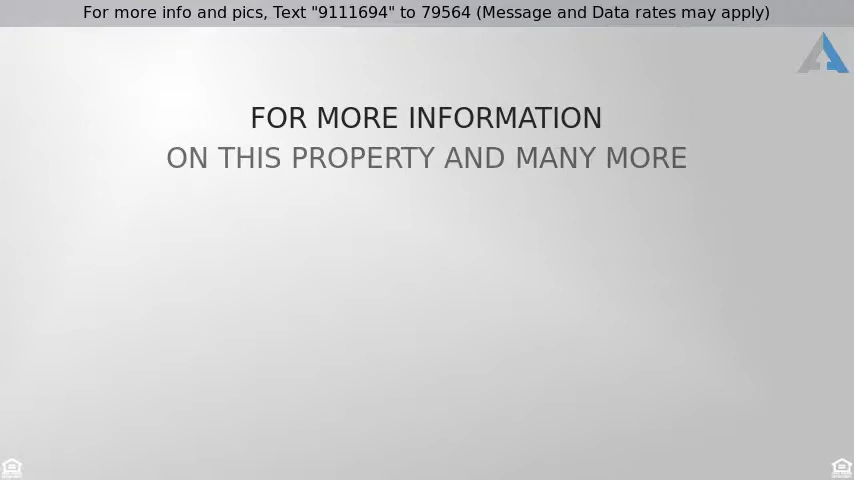 For more info and pics, Text "9111694" to 79564 (Message and Data rates may apply)
FOR MORE INFORMATION
ON THIS PROPERTY AND MANY MORE